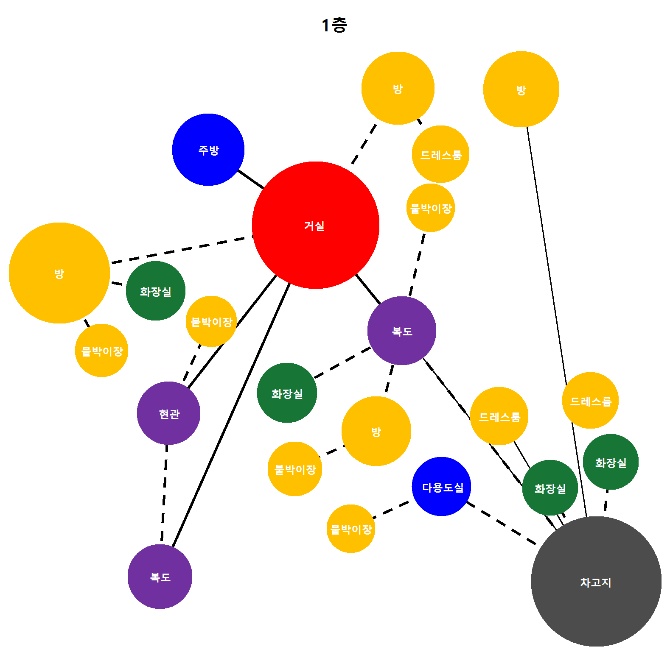 1층
방
방
주방
드레스룸
붙박이장
거실
방
화장실
붙박이장
복도
붙박이장
화장실
드레스룸
드레스룸
현관
방
화장실
붙박이장
다용도실
화장실
붙박이장
복도
차고지